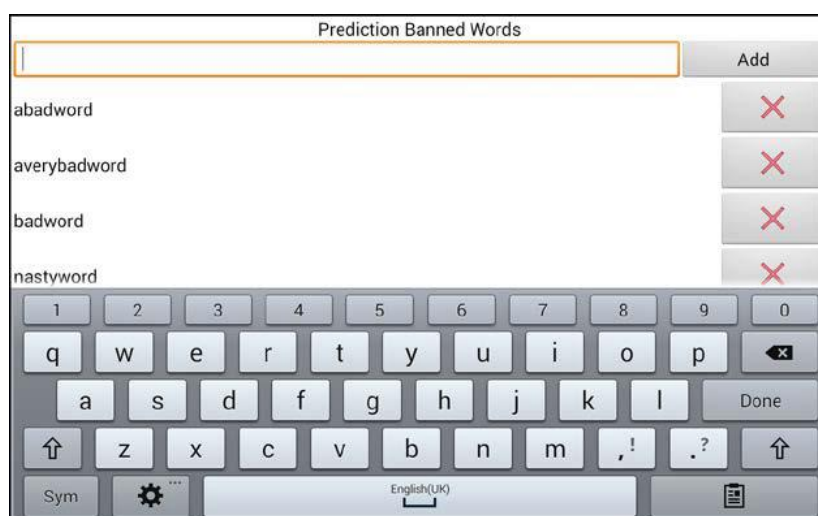 Prediction Banned Words
Add
abadword
averybadword
badword
nastyword
1 2 3 4 5 6 7 8 9 0
q w e r t y u i o p
a s d f g h j k l Done
z x c v b n m , ! . ?
Sym ... English(UK)